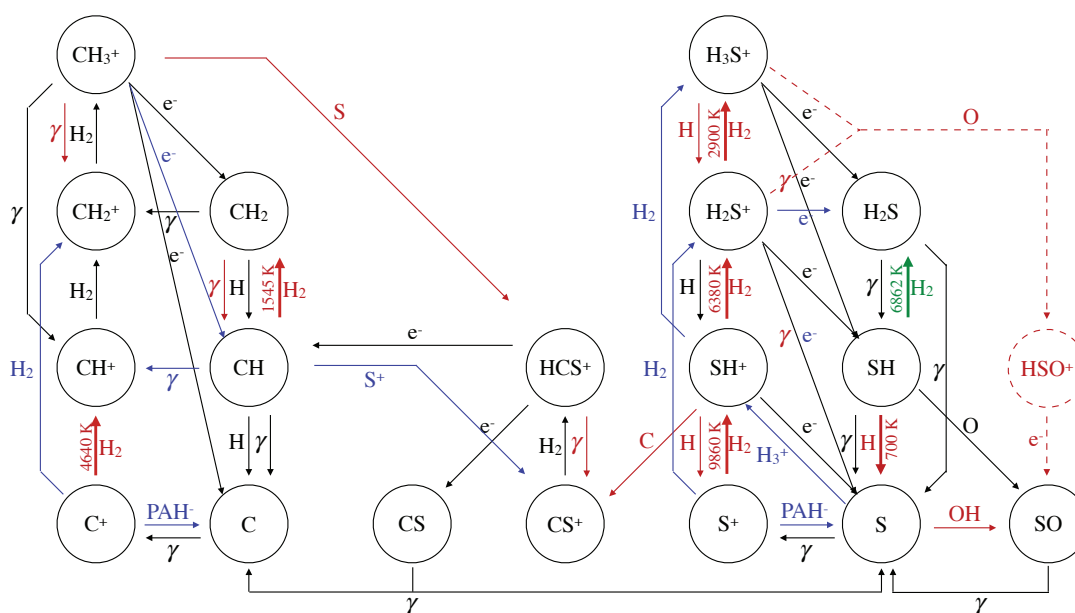 CH₃⁺
H₃S⁺
e⁻
e⁻
S
O
γ
H₂
H
2900 K
H₂
e⁻
γ
e⁻
γ
H₂
CH₂⁺
CH₂
H₂S⁺
H₂S
γ
e⁻
e
H₂
γ
H
1545 K
H₂
H
6380 K
H₂
e⁻
γ
6862 K
H₂
e⁻
γ
e⁻
H₂
CH⁺
γ
CH
S⁺
HCS⁺
H₂
SH⁺
SH
γ
HSO⁺
4640 K
H₂
H
γ
e⁻
H₂
γ
C
H
9860 K
H₂
e⁻
H₃⁺
γ
H
700 K
O
e⁻
C⁺
PAH⁻
γ
C
CS
CS⁺
S⁺
PAH⁻
γ
S
OH
SO
γ
γ